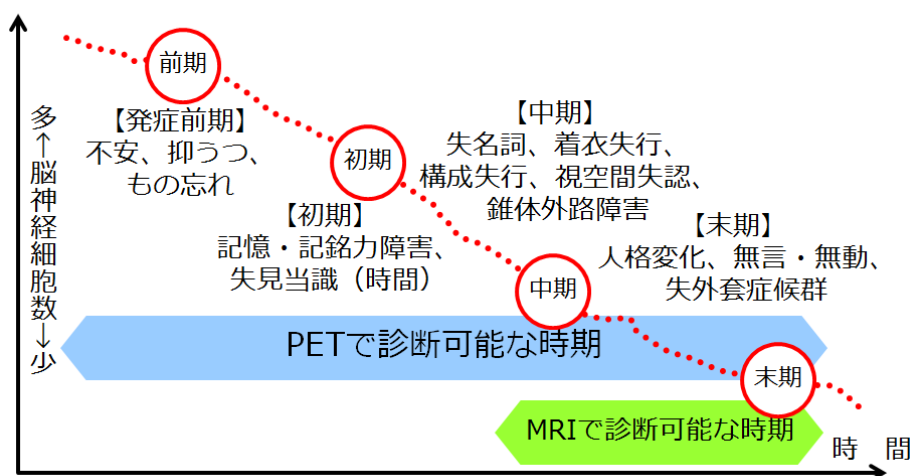 多←脳神経細胞数→少
前期
【発症前期】
不安、抑うつ、
もの忘れ
初期
【初期】
記憶・記銘力障害、
失見当識（時間）
【中期】
失名詞、着衣失行、
構成失行、視空間失認、
錐体外路障害
中期
【末期】
人格変化、無言・無動、
失外套症候群
末期
PETで診断可能な時期
MRIで診断可能な時期
時　間